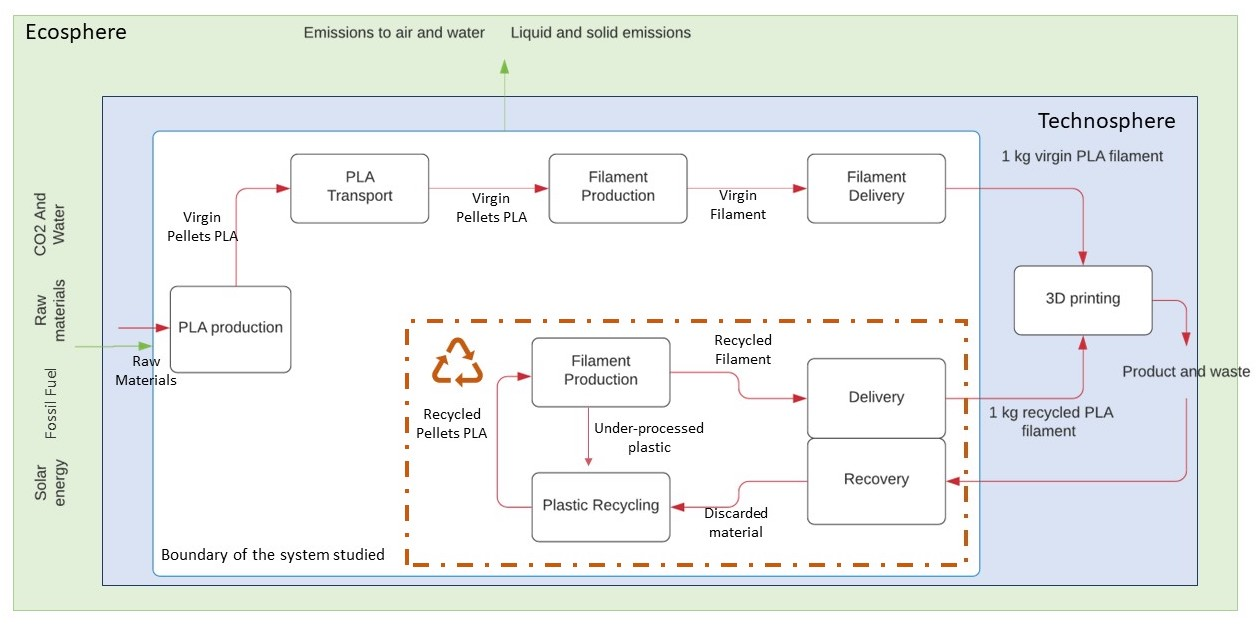 Ecosphere
Emissions to air and water
Liquid and solid emissions
Technosphere
1 kg virgin PLA filament
PLA
Transport
Filament
Production
Filament
Delivery
Virgin
Pellets PLA
Virgin
Pellets PLA
Virgin
Filament
CO2 And
Water
Raw
materials
Fossil Fuel
Solar
energy
PLA production
Raw
Materials
3D printing
Product and waste
Filament
Production
Recycled
Filament
Delivery
1 kg recycled PLA
filament
Recycled
Pellets PLA
Under-processed
plastic
Recovery
Plastic Recycling
Discarded
material
Boundary of the system studied